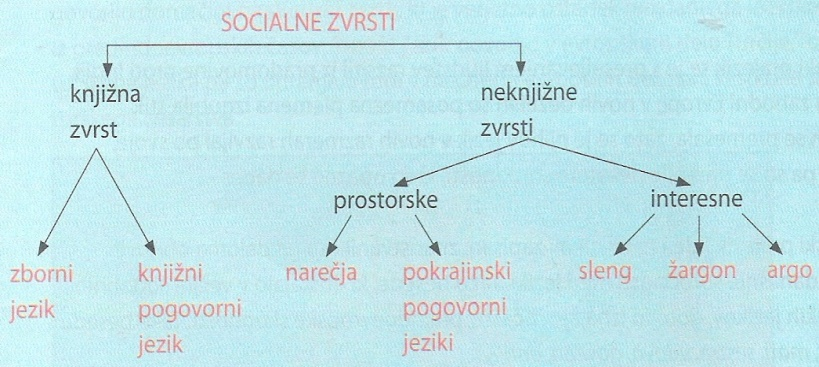 SOCIALNE ZVRSTI
knjižna
zvrst
neknjižne
zvrsti
prostorske
interesne
zborni
jezik
knjižni
pogovorni
jezik
narečja
pokrajinski
pogovorni
jeziki
sleng
žargon
argo